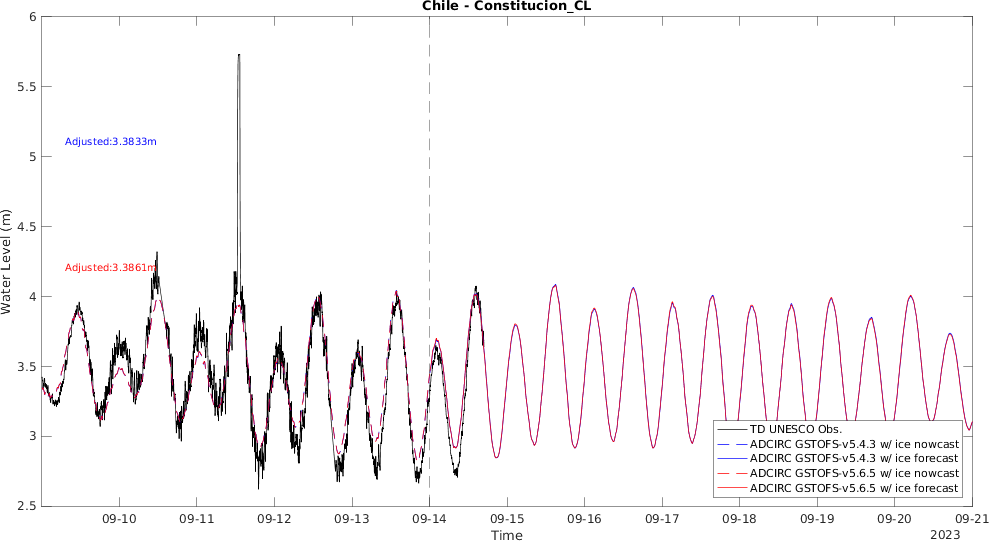 Chile - Constitucion_CL
6
5.5
5
4.5
4
3.5
3
2.5
Water Level (m)
Adjusted:3.3833m
Adjusted:3.3861m
TD UNESCO Obs.
ADCIRC GSTOFS-v5.4.3 w/ ice nowcast
ADCIRC GSTOFS-v5.4.3 w/ ice forecast
ADCIRC GSTOFS-v5.6.5 w/ ice nowcast
ADCIRC GSTOFS-v5.6.5 w/ ice forecast
09-10 09-11 09-12 09-13 09-14 09-15 09-16 09-17 09-18 09-19 09-20 09-21
Time
2023